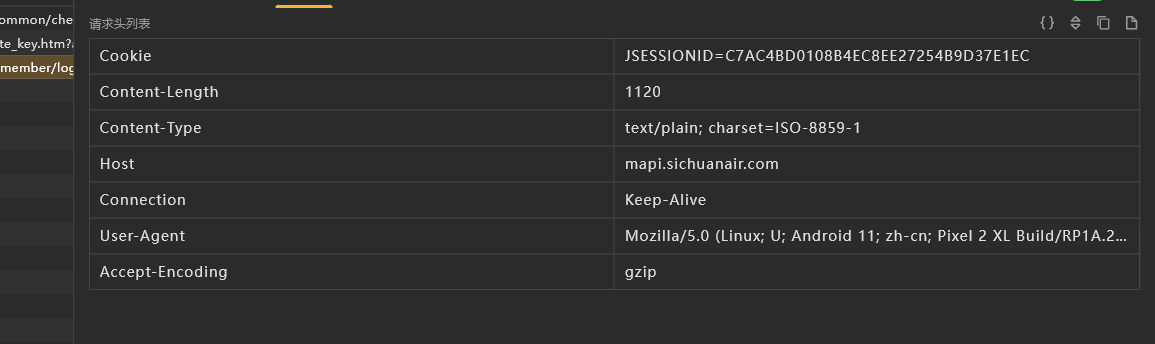 ommon/che
te_key.htm?
member/log
请求头列表
Cookie JSESSIONID=C7AC4BD0108B4EC8EE27254B9D37E1EC
Content-Length 1120
Content-Type text/plain; charset=ISO-8859-1
Host mapi.sichuanair.com
Connection Keep-Alive
User-Agent Mozilla/5.0 (Linux; U; Android 11; zh-cn; Pixel 2 XL Build/RP1A.2...
Accept-Encoding gzip